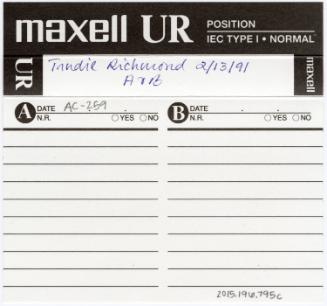 maxell UR POSITION
IEC TYPE I • NORMAL
UR Trudie Richmond 2/13/91 maxell
A + B
A DATE AC-259 . .
N.R. YES NO
B DATE . .
N.R. YES NO
2015.196.795c